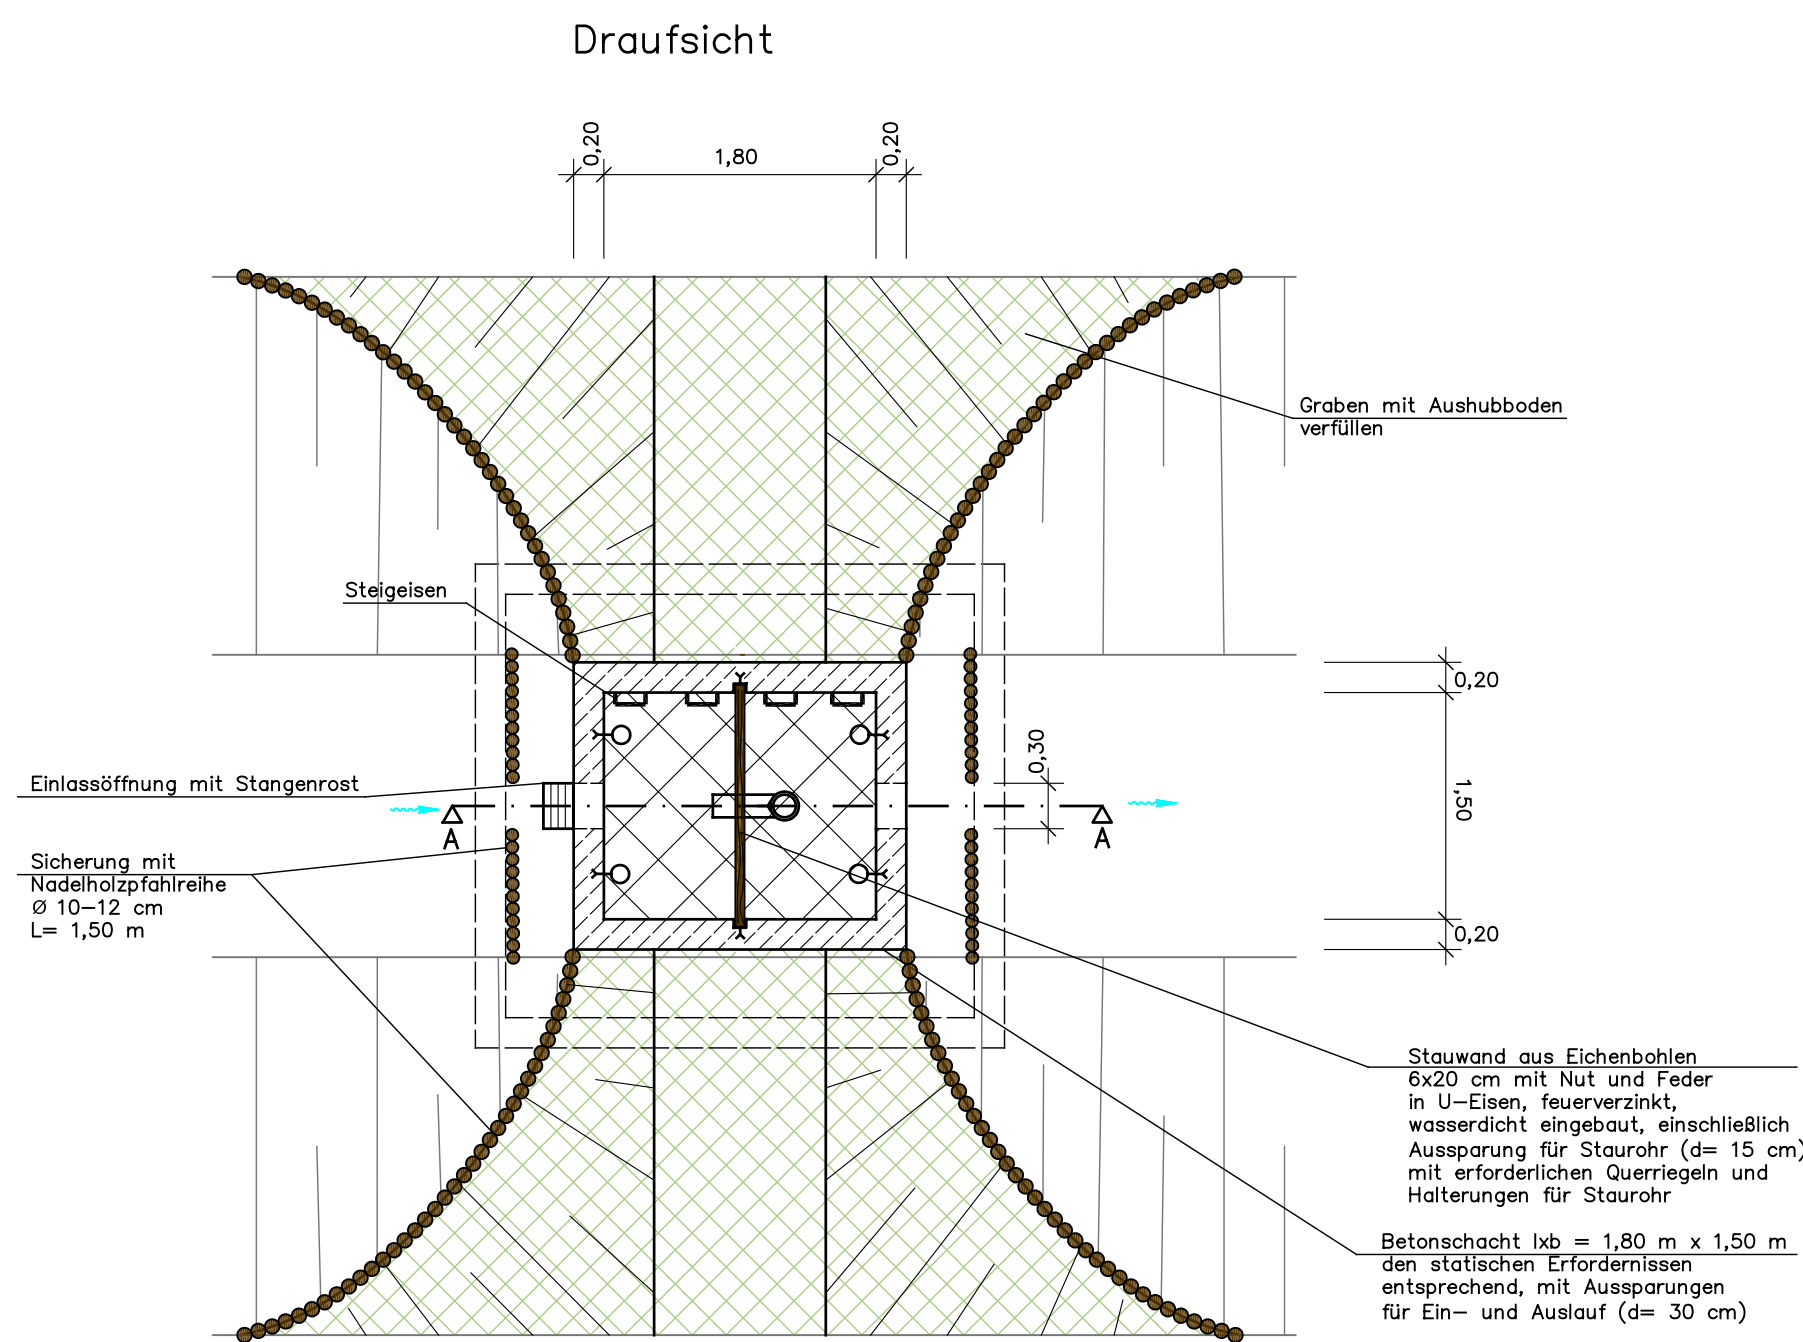 Draufsicht
0,20
1,80
0,20
Graben mit Aushubboden
verfüllen
Steigeisen
0,20
0,30
1,50
Einlassöffnung mit Stangenrost
A
A
Sicherung mit
Nadelholzpfahlreihe
Ø 10–12 cm
L= 1,50 m
0,20
Stauwand aus Eichenbohlen
6x20 cm mit Nut und Feder
in U–Eisen, feuerverzinkt,
wasserdicht eingebaut, einschließlich
Aussparung für Staurohr (d= 15 cm)
mit erforderlichen Querriegeln und
Halterungen für Staurohr
Betonschacht lxb = 1,80 m x 1,50 m
den statischen Erfordernissen
entsprechend, mit Aussparungen
für Ein– und Auslauf (d= 30 cm)